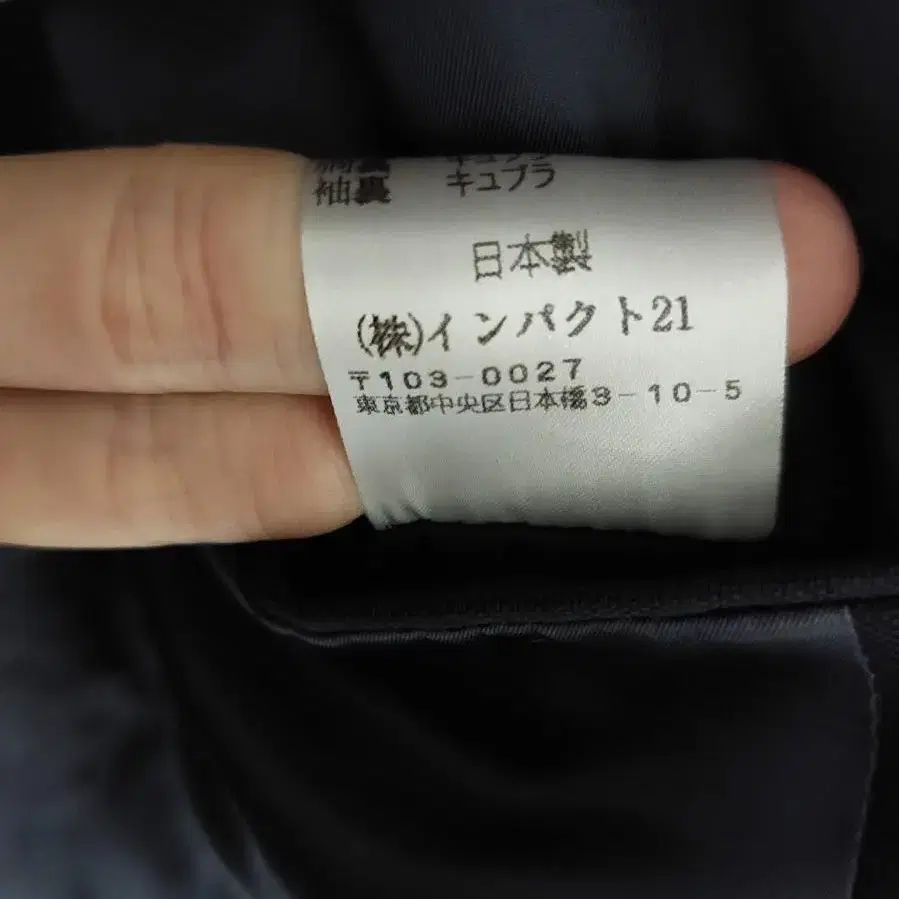 袖裏 キュプラ
日本製
(株)インパクト21
〒103-0027
東京都中央区日本橋3-10-5